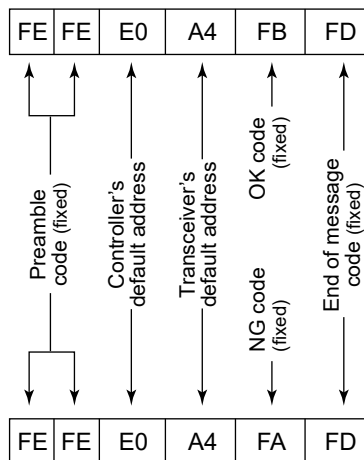 FE FE E0 A4 FB FD
Preamble
code (fixed)
Controller's
default address
Transceiver's
default address
OK code
(fixed)
NG code
(fixed)
End of message
code (fixed)
FE FE E0 A4 FA FD